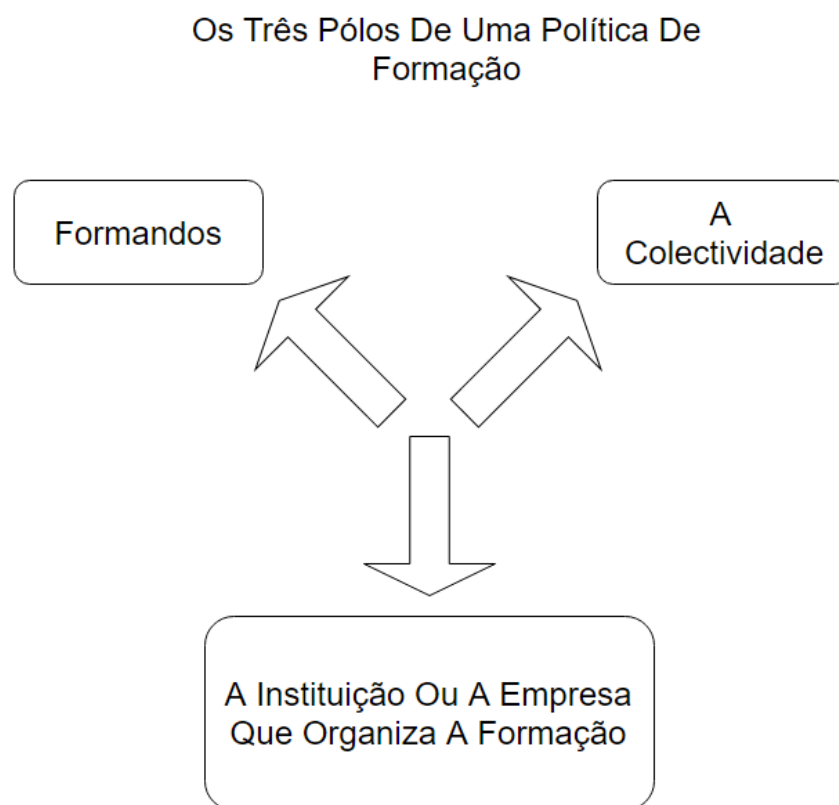 Os Três Pólos De Uma Política De
Formação
Formandos
A
Colectividade
A Instituição Ou A Empresa
Que Organiza A Formação